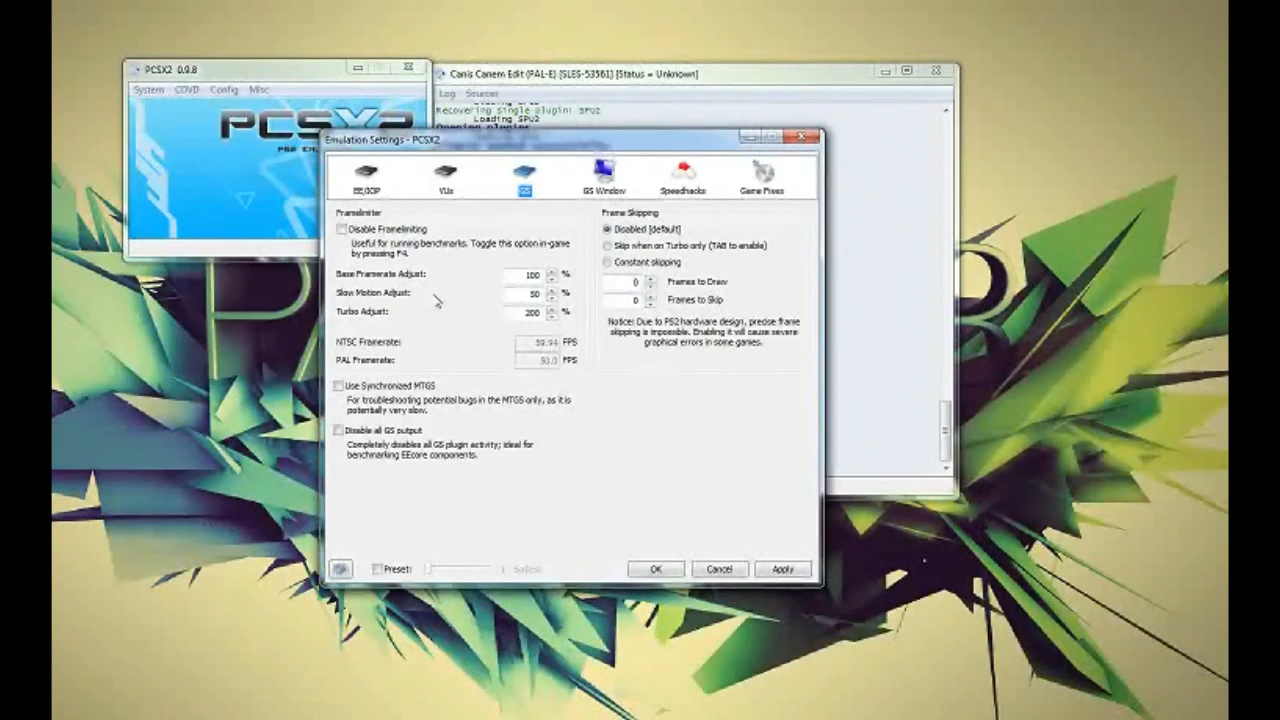 PCSX2 0.9.8
System CDVD Config Misc
PCSX2
Canis Canem Edit (PAL-E) [SLES-53561] [Status = Unknown]
Log Sources
Recovering single plugin: SPU2
Loading SPU2
Opening plugins
Emulation Settings - PCSX2
EE/IOP VUs GS GS Window Speedhacks Game Fixes
Framelimiter
Disable Framelimiting
Useful for running benchmarks. Toggle this option in-game
by pressing F4.
Base Framerate Adjust: 100 %
Slow Motion Adjust: 50 %
Turbo Adjust: 200 %
NTSC Framerate: 59.94 FPS
PAL Framerate: 50.0 FPS
Use Synchronized MTGS
For troubleshooting potential bugs in the MTGS only, as it is
potentially very slow.
Disable all GS output
Completely disables all GS plugin activity; ideal for
benchmarking EEcore components.
Frame Skipping
Disabled [default]
Skip when on Turbo only (TAB to enable)
Constant skipping
0 Frames to Draw
0 Frames to Skip
Notice: Due to PS2 hardware design, precise frame
skipping is impossible. Enabling it will cause severe
graphical errors in some games.
Preset: 1 Safest
OK Cancel Apply